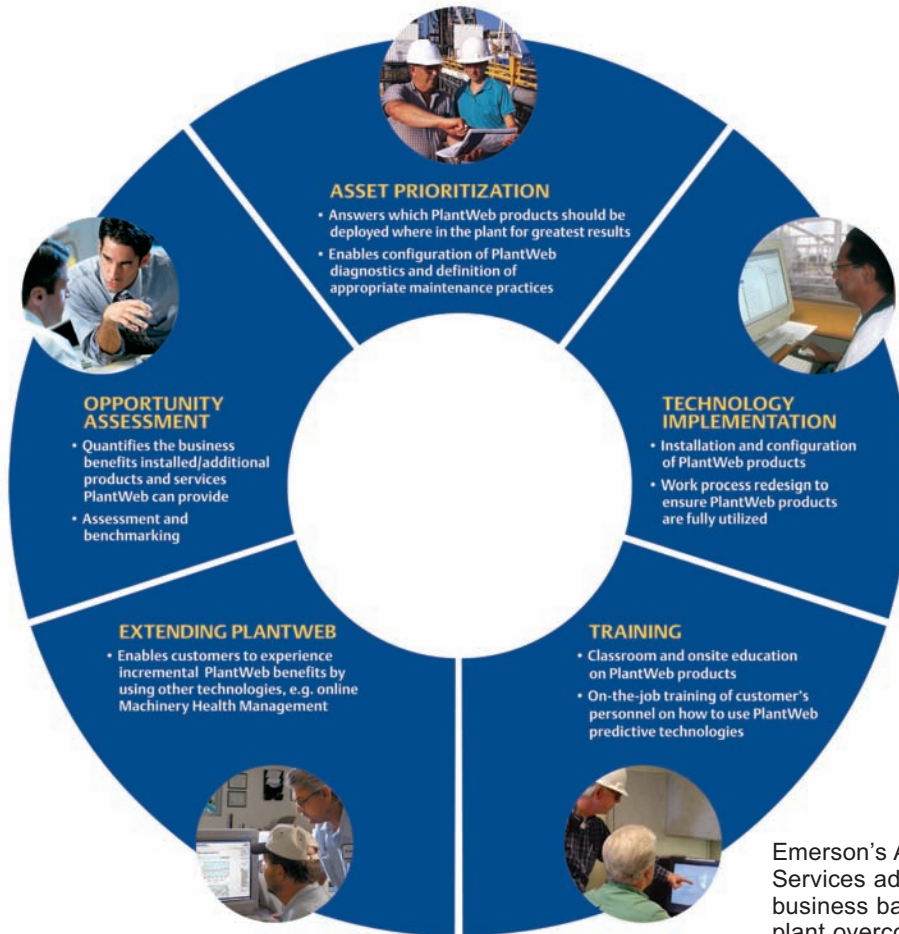 ASSET PRIORITIZATION
• Answers which PlantWeb products should be
deployed where in the plant for greatest results
• Enables configuration of PlantWeb
diagnostics and definition of
appropriate maintenance practices
OPPORTUNITY
ASSESSMENT
• Quantifies the business
benefits installed/additional
products and services
PlantWeb can provide
• Assessment and
benchmarking
TECHNOLOGY
IMPLEMENTATION
• Installation and configuration
of PlantWeb products
• Work process redesign to
ensure PlantWeb products
are fully utilized
EXTENDING PLANTWEB
• Enables customers to experience
incremental PlantWeb benefits by
using other technologies, e.g. online
Machinery Health Management
TRAINING
• Classroom and onsite education
on PlantWeb products
• On-the-job training of customer's
personnel on how to use PlantWeb
predictive technologies
Emerson's
Services
business
plant